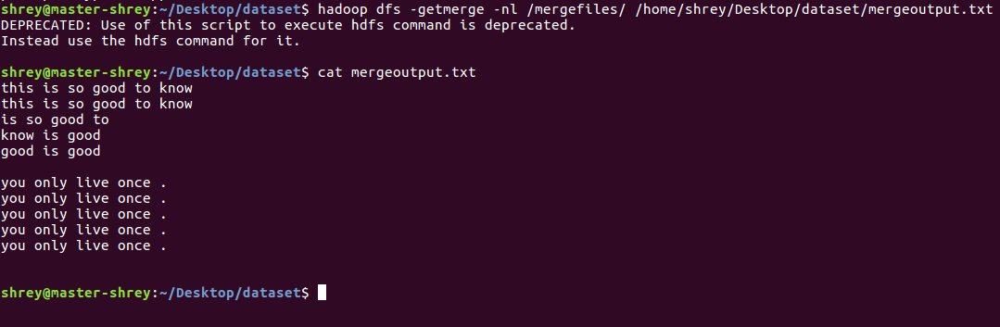 shrey@master-shrey:~/Desktop/dataset$ hadoop dfs -getmerge -nl /mergefiles/ /home/shrey/Desktop/dataset/mergeoutput.txt
DEPRECATED: Use of this script to execute hdfs command is deprecated.
Instead use the hdfs command for it.

shrey@master-shrey:~/Desktop/dataset$ cat mergeoutput.txt
this is so good to know
this is so good to know
is so good to
know is good
good is good

you only live once .
you only live once .
you only live once .
you only live once .
you only live once .


shrey@master-shrey:~/Desktop/dataset$